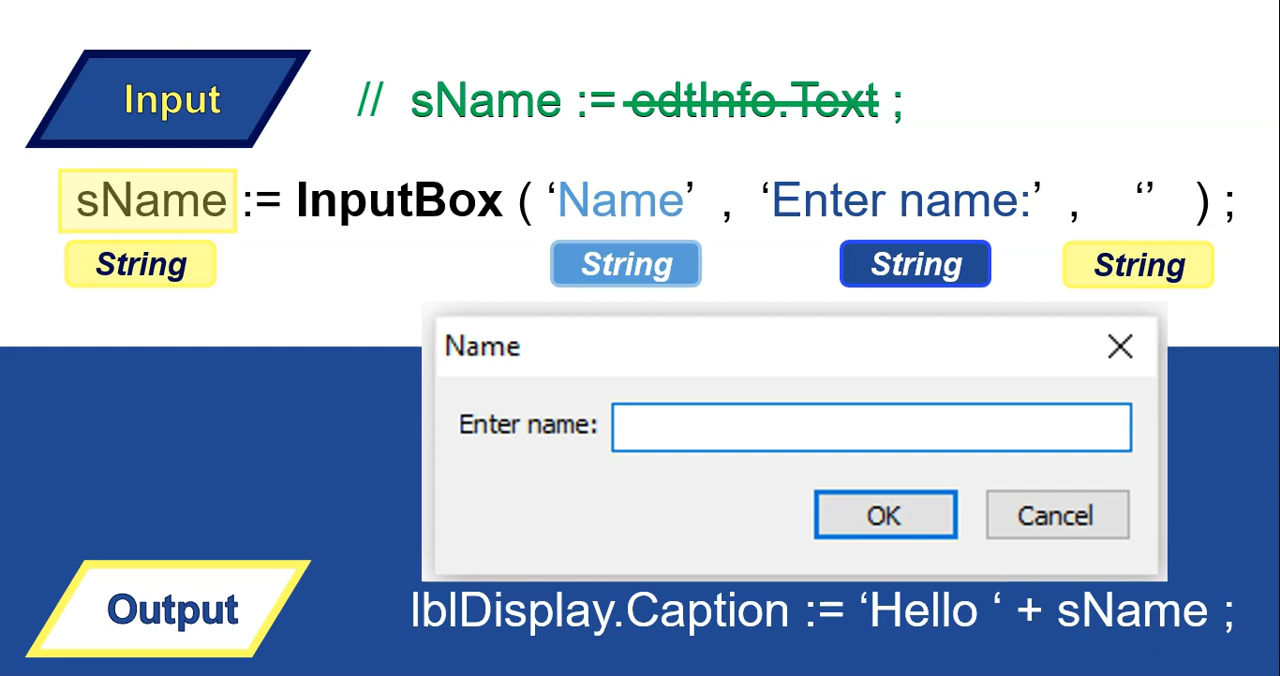 Input
// sName := edtInfo.Text ;
sName := InputBox ( ‘Name’ , ‘Enter name:’ , ‘’ ) ;
String String String String
Name
Enter name:
OK Cancel
Output
lblDisplay.Caption := ‘Hello ‘ + sName ;